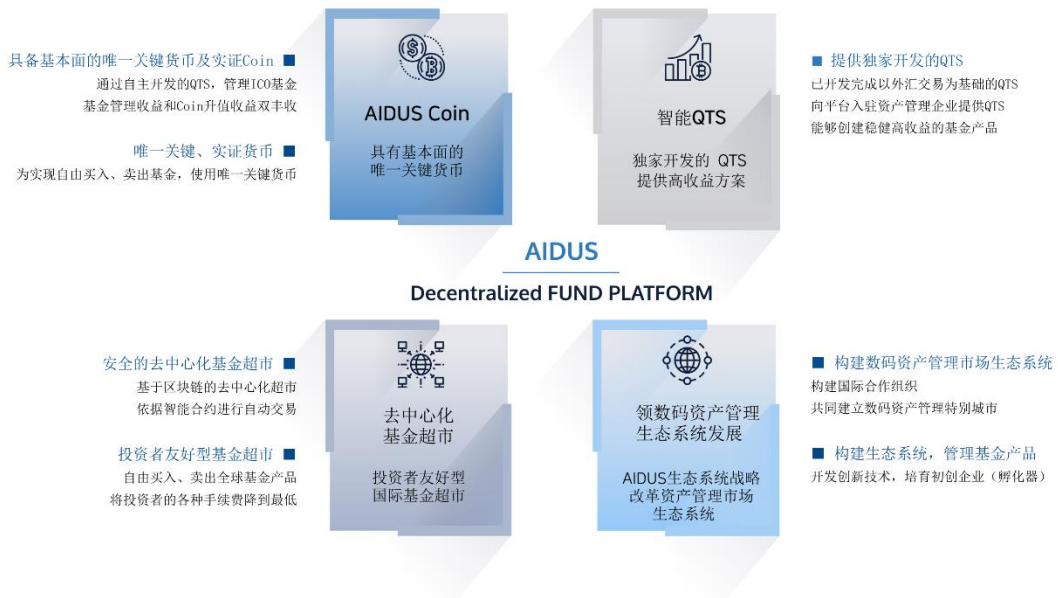 具备基本面的唯一关键货币及实证Coin
通过自主开发的QTS，管理ICO基金
基金管理收益和Coin升值收益双丰收
唯一关键、实证货币
为实现自由买入、卖出基金，使用唯一关键货币
AIDUS Coin
具有基本面的
唯一关键货币
智能QTS
独家开发的 QTS
提供高收益方案
提供独家开发的QTS
已开发完成以外汇交易为基础的QTS
向平台入驻资产管理企业提供QTS
能够创建稳健高收益的基金产品
AIDUS
Decentralized FUND PLATFORM
安全的去中心化基金超市
基于区块链的去中心化超市
依据智能合约进行自动交易
投资者友好型基金超市
自由买入、卖出全球基金产品
将投资者的各种手续费降到最低
去中心化
基金超市
投资者友好型
国际基金超市
领数码资产管理
生态系统发展
AIDUS生态系统战略
改革资产管理市场
生态系统
构建数码资产管理市场生态系统
构建国际合作组织
共同建立数码资产管理特别城市
构建生态系统，管理基金产品
开发创新技术，培育初创企业（孵化器）